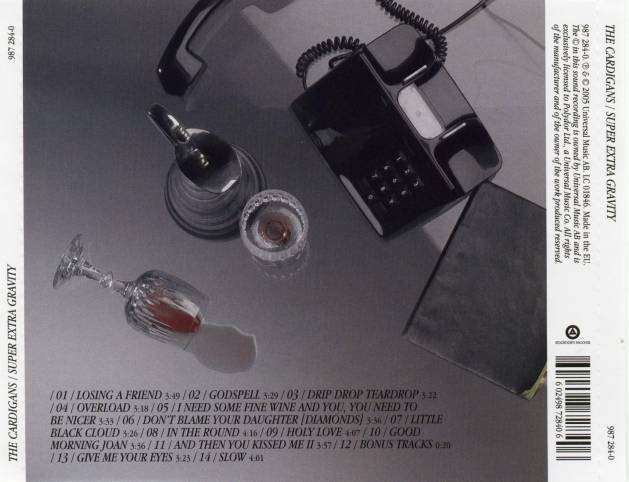 987 284-0
THE CARDIGANS / SUPER EXTRA GRAVITY
/ 01 / LOSING A FRIEND 3:49 / 02 / GODSPELL 3:29 / 03 / DRIP DROP TEARDROP 3:22
/ 04 / OVERLOAD 3:18 / 05 / I NEED SOME FINE WINE AND YOU, YOU NEED TO
BE NICER 3:33 / 06 / DON'T BLAME YOUR DAUGHTER [DIAMONDS] 3:36 / 07 / LITTLE
BLACK CLOUD 3:26 / 08 / IN THE ROUND 4:16 / 09 / HOLY LOVE 4:07 / 10 / GOOD
MORNING JOAN 3:36 / 11 / AND THEN YOU KISSED ME II 3:57 / 12 / BONUS TRACKS 0:20
/ 13 / GIVE ME YOUR EYES 3:23 / 14 / SLOW 4:01
THE CARDIGANS / SUPER EXTRA GRAVITY
987 284-0. ℗ & © 2005 Universal Music AB. LC 01846. Made in the EU.
The © in this sound recording is owned by Universal Music AB and is
exclusively licensed to Polydor Ltd., a Universal Music Co. All rights
of the manufacturer and of the owner of the work produced reserved.
stockholm records
6 02498 72840 6
987 284-0